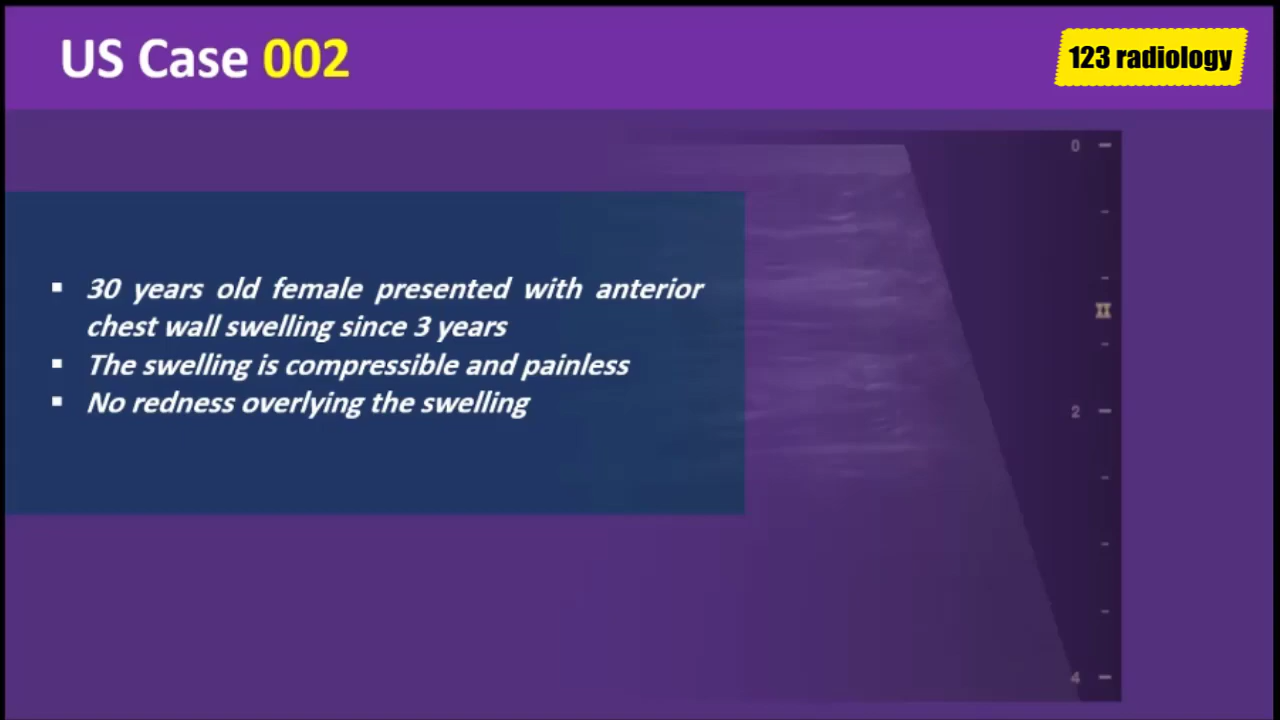 US Case 002
123 radiology
▪ 30 years old female presented with anterior
chest wall swelling since 3 years
▪ The swelling is compressible and painless
▪ No redness overlying the swelling
0
2
4